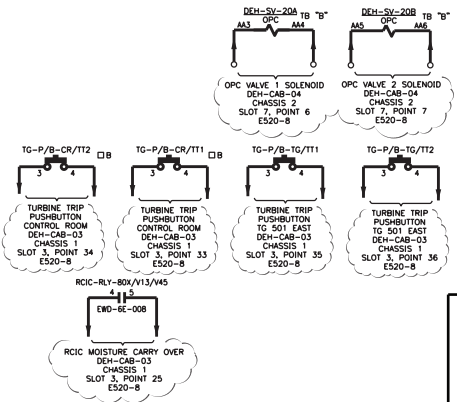 DEH-SV-20A TB "B"
OPC
AA3 AA4
OPC VALVE 1 SOLENOID
DEH-CAB-04
CHASSIS 2
SLOT 7, POINT 6
E520-8
DEH-SV-20B TB "B"
OPC
AA5 AA6
OPC VALVE 2 SOLENOID
DEH-CAB-04
CHASSIS 2
SLOT 7, POINT 7
E520-8
TG-P/B-CR/TT2 B
3 4
TURBINE TRIP
PUSHBUTTON
CONTROL ROOM
DEH-CAB-03
CHASSIS 1
SLOT 3, POINT 34
E520-8
TG-P/B-CR/TT1 B
3 4
TURBINE TRIP
PUSHBUTTON
CONTROL ROOM
DEH-CAB-03
CHASSIS 1
SLOT 3, POINT 33
E520-8
TG-P/B-TG/TT1
3 4
TURBINE TRIP
PUSHBUTTON
TG 501 EAST
DEH-CAB-03
CHASSIS 1
SLOT 3, POINT 35
E520-8
TG-P/B-TG/TT2
3 4
TURBINE TRIP
PUSHBUTTON
TG 501 EAST
DEH-CAB-03
CHASSIS 1
SLOT 3, POINT 36
E520-8
RCIC-RLY-80X/V13/V45
4 5
EWD-6E-008
RCIC MOISTURE CARRY OVER
DEH-CAB-03
CHASSIS 1
SLOT 3, POINT 25
E520-8